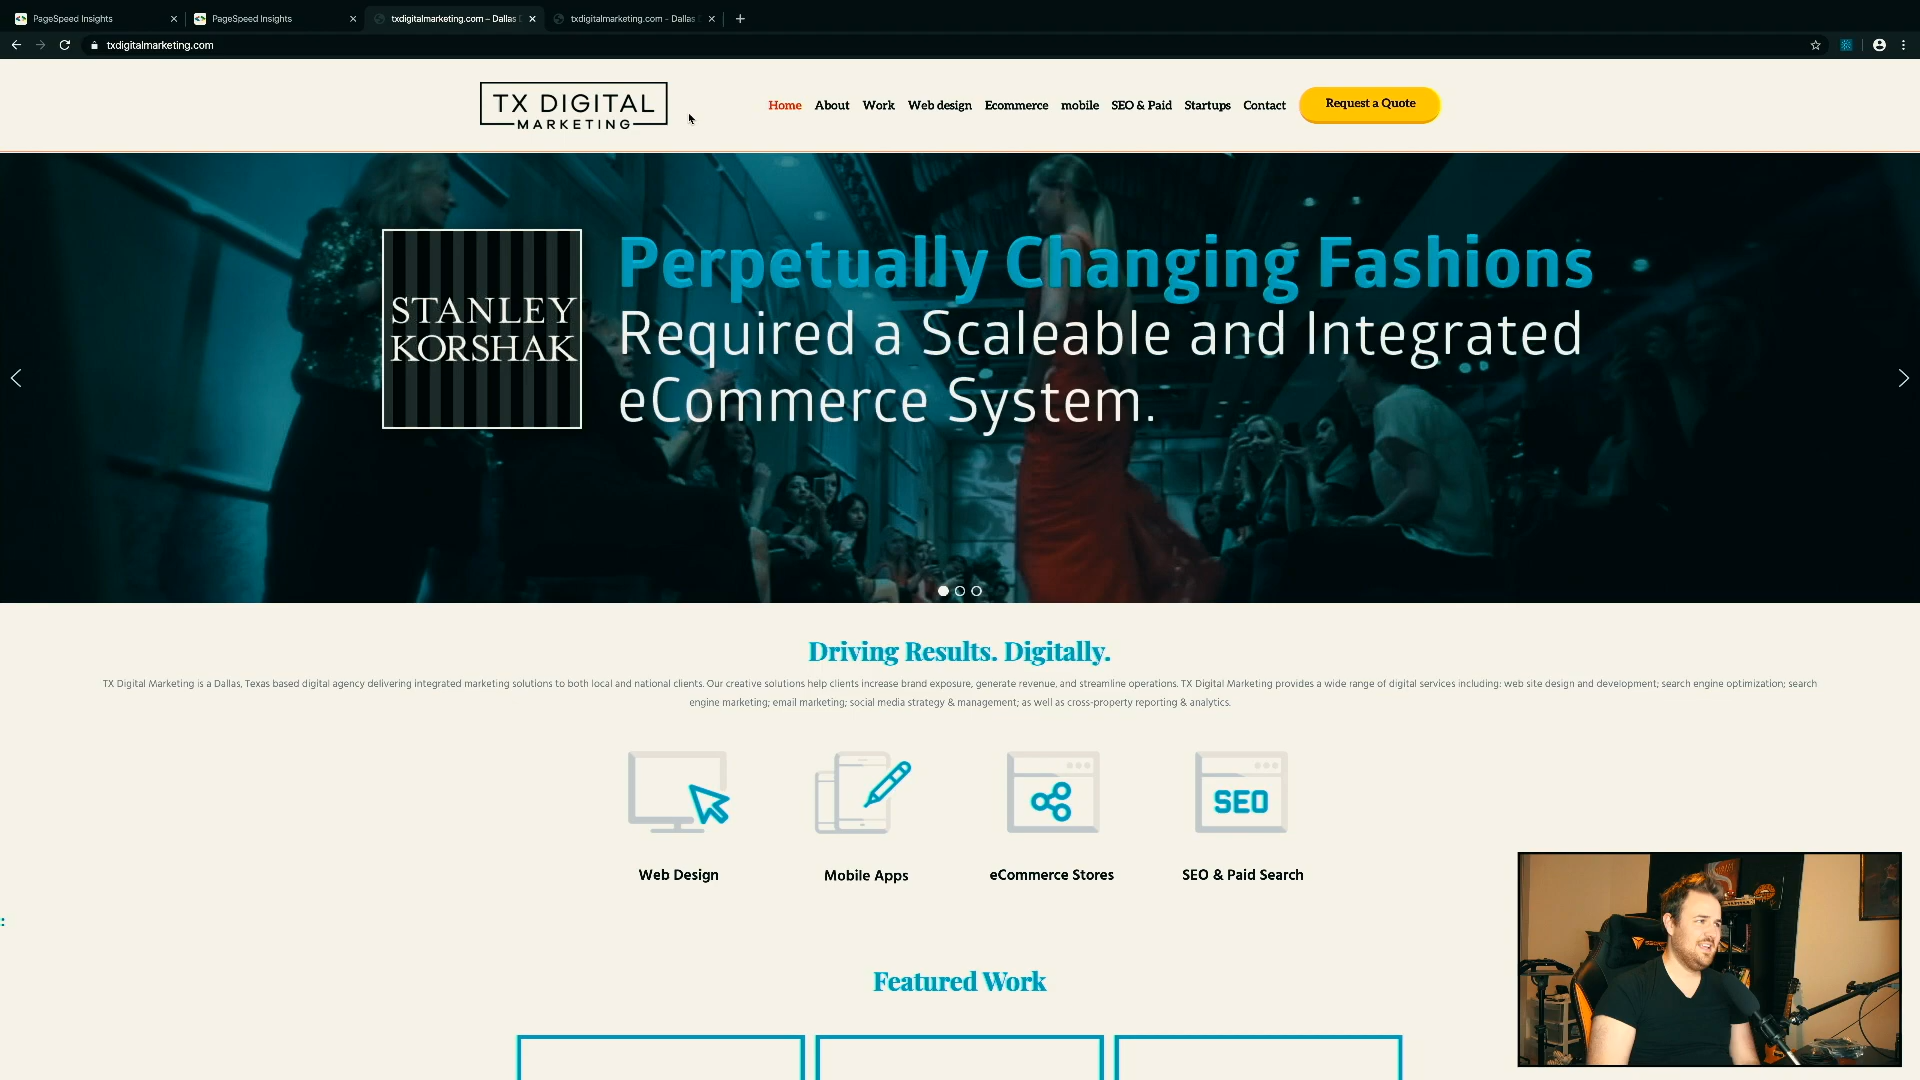 PageSpeed Insights
PageSpeed Insights
txdigitalmarketing.com – Dallas
txdigitalmarketing.com – Dallas
txdigitalmarketing.com
TX DIGITAL
MARKETING
Home About Work Web design Ecommerce mobile SEO & Paid Startups Contact Request a Quote
STANLEY
KORSHAK
Perpetually Changing Fashions
Required a Scaleable and Integrated
eCommerce System.
Driving Results. Digitally.
TX Digital Marketing is a Dallas, Texas based digital agency delivering integrated marketing solutions to both local and national clients. Our creative solutions help clients increase brand exposure, generate revenue, and streamline operations. TX Digital Marketing provides a wide range of digital services including: web site design and development; search engine optimization; search
engine marketing; email marketing; social media strategy & management; as well as cross-property reporting & analytics.
SEO
Web Design
Mobile Apps
eCommerce Stores
SEO & Paid Search
Featured Work